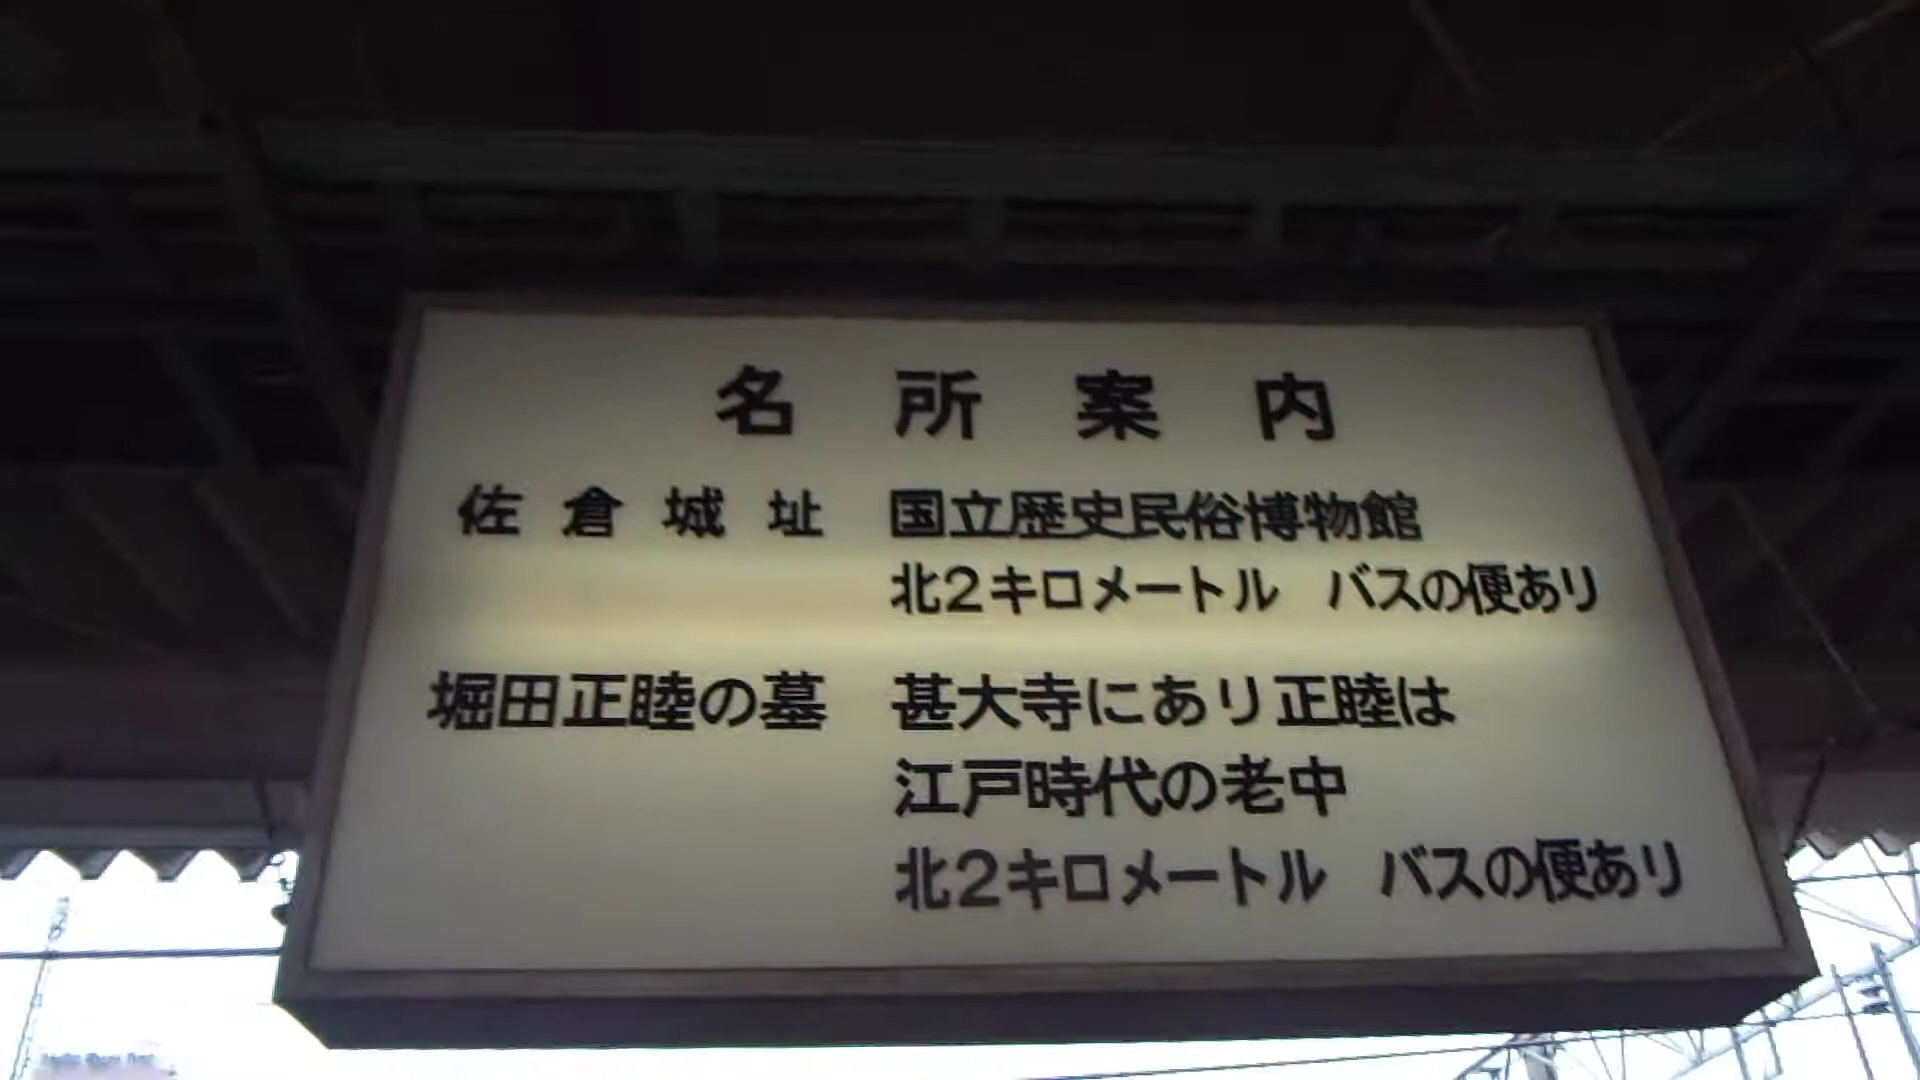 名所案内
佐倉城址 国立歴史民俗博物館
北2キロメートル バスの便あり
堀田正睦の墓 甚大寺にあり正睦は
江戸時代の老中
北2キロメートル バスの便あり